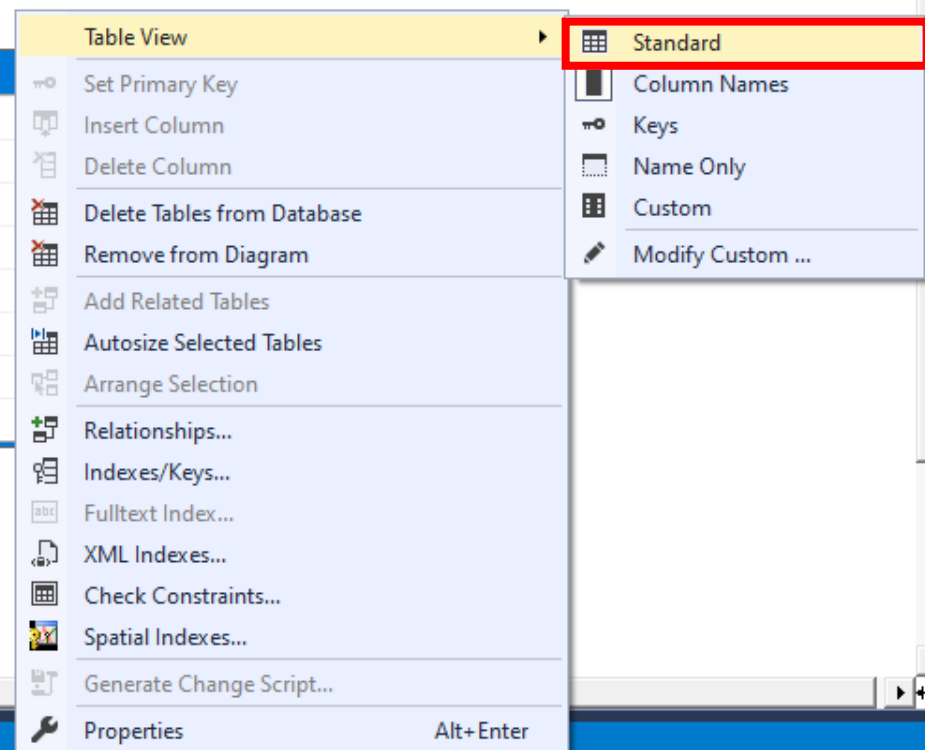 Table View
Set Primary Key
Insert Column
Delete Column
Delete Tables from Database
Remove from Diagram
Add Related Tables
Autosize Selected Tables
Arrange Selection
Relationships...
Indexes/Keys...
abc
Fulltext Index...
XML Indexes...
Check Constraints...
Spatial Indexes...
Generate Change Script...
Properties Alt+Enter
Standard
Column Names
Keys
Name Only
Custom
Modify Custom ...